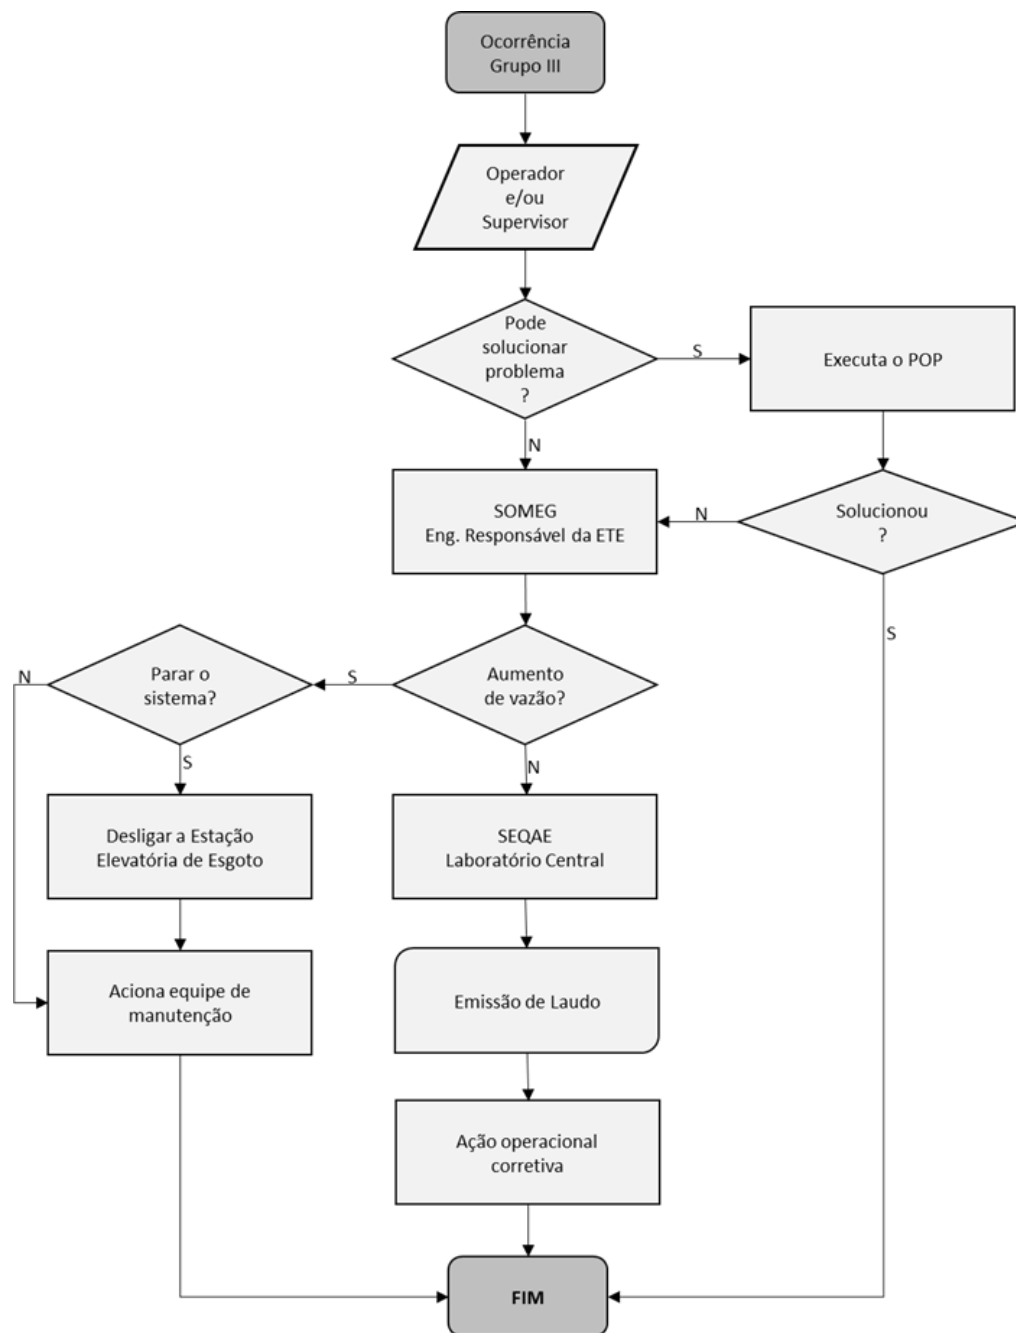 Ocorrência
Grupo III
Operador
e/ou
Supervisor
Pode
solucionar
problema
?
S
Executa o POP
N
SOMEG
Eng. Responsável da ETE
N
Solucionou
?
S
Parar o
sistema?
N
S
Aumento
de vazão?
S
N
Desligar a Estação
Elevatória de Esgoto
SEQAE
Laboratório Central
Aciona equipe de
manutenção
Emissão de Laudo
Ação operacional
corretiva
FIM